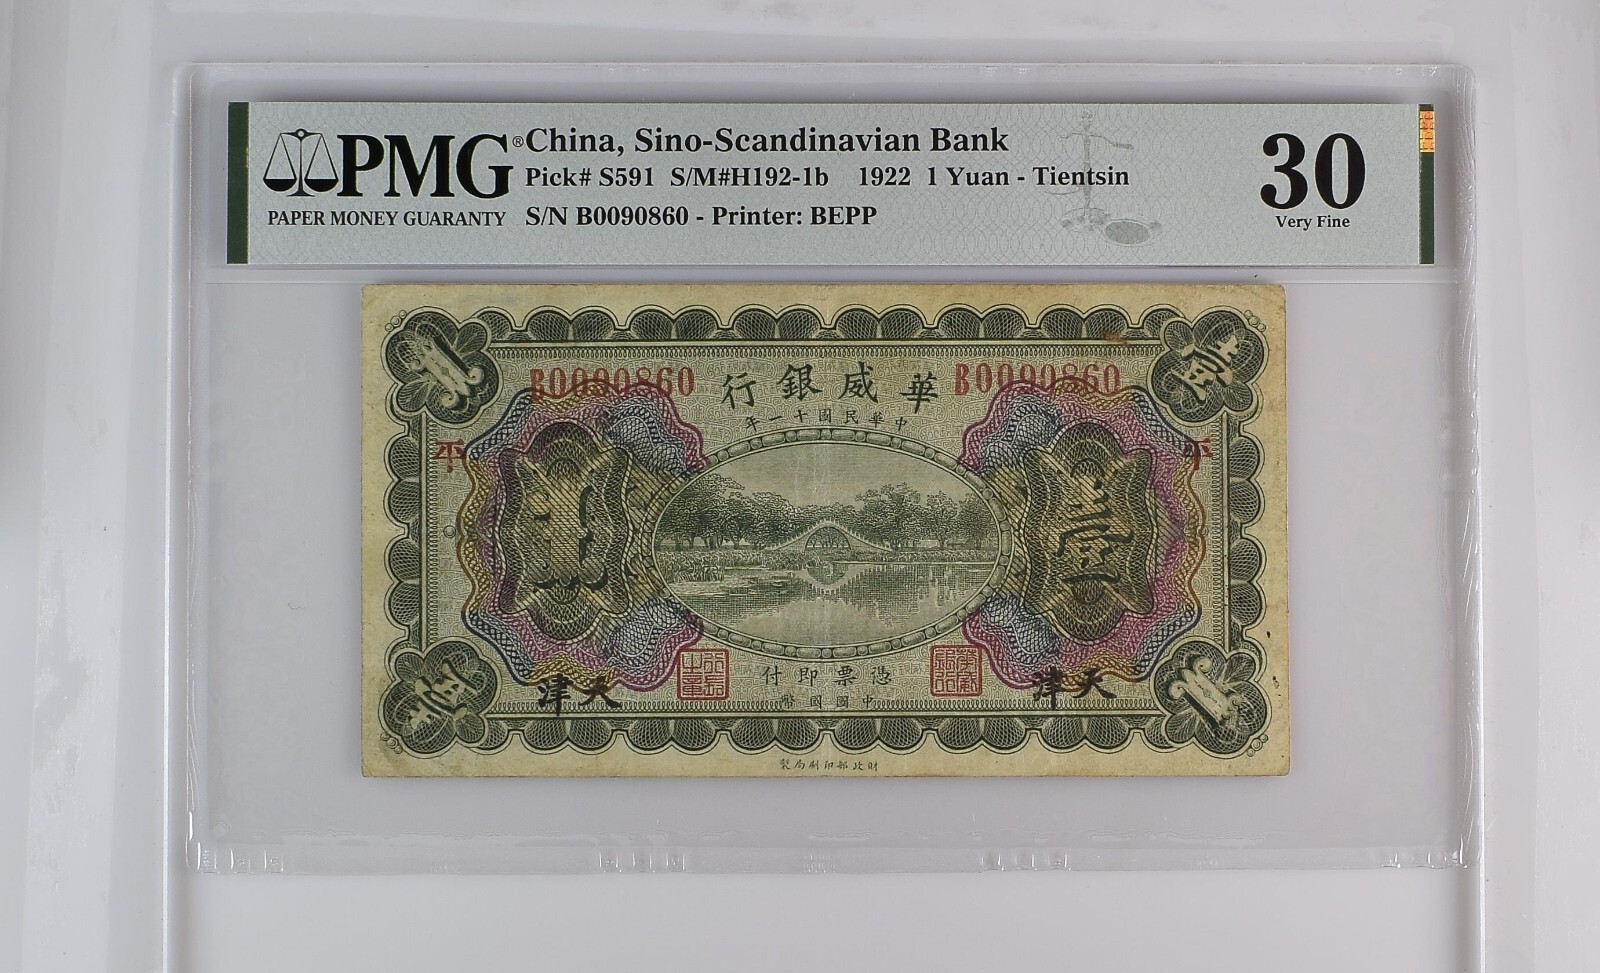 PMG®
PAPER MONEY GUARANTY
China, Sino-Scandinavian Bank
Pick# S591 S/M#H192-1b 1922 1 Yuan - Tientsin
S/N B0090860 - Printer: BEPP
30
Very Fine
B0090860 行銀威華 B0090860
年一十國民華中
平 平
壹 圓
付即票憑
津天 津天
幣國國中
製局刷印部政財